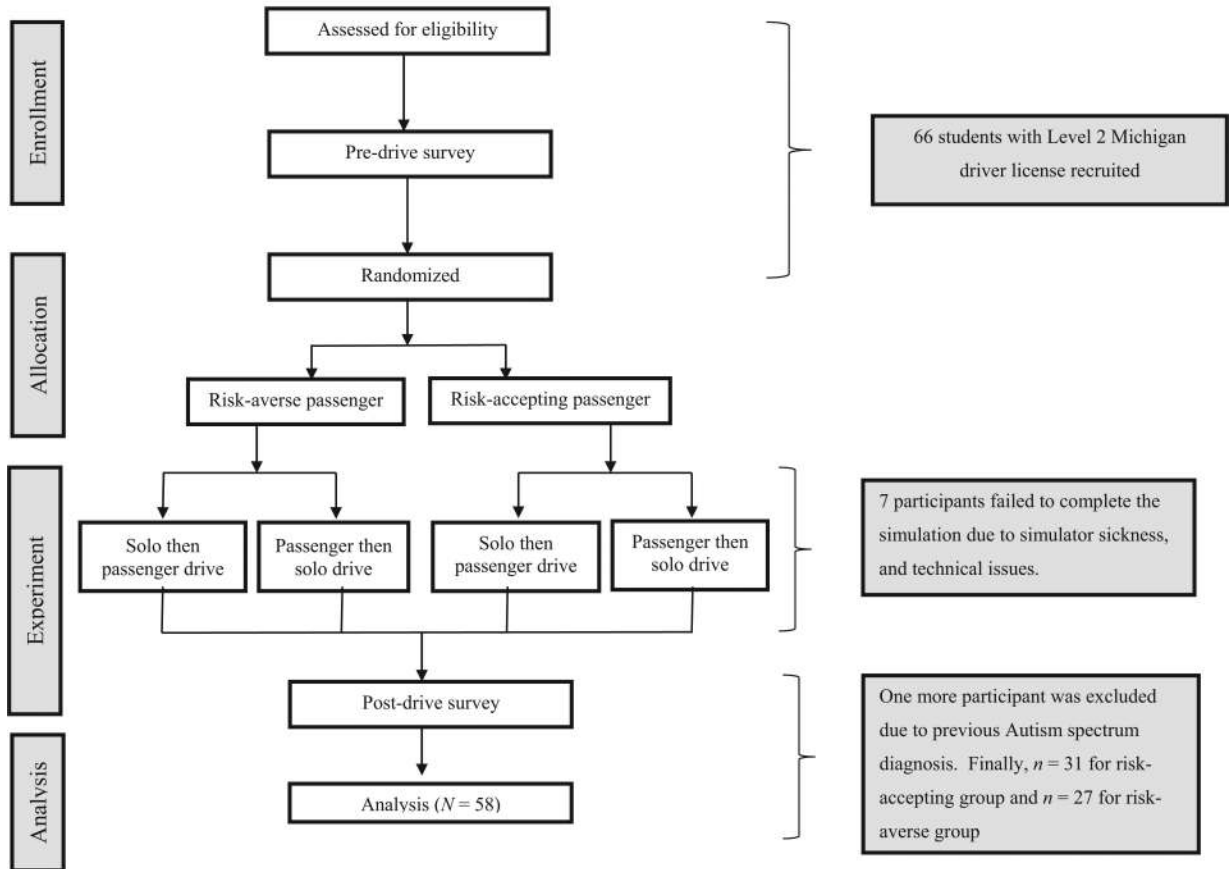 Enrollment
Assessed for eligibility
Pre-drive survey
66 students with Level 2 Michigan
driver license recruited
Randomized
Allocation
Risk-averse passenger
Risk-accepting passenger
Experiment
Solo then
passenger drive
Passenger then
solo drive
Solo then
passenger drive
Passenger then
solo drive
7 participants failed to complete the
simulation due to simulator sickness,
and technical issues.
Post-drive survey
Analysis
Analysis (N = 58)
One more participant was excluded
due to previous Autism spectrum
diagnosis. Finally, n = 31 for risk-
accepting group and n = 27 for risk-
averse group